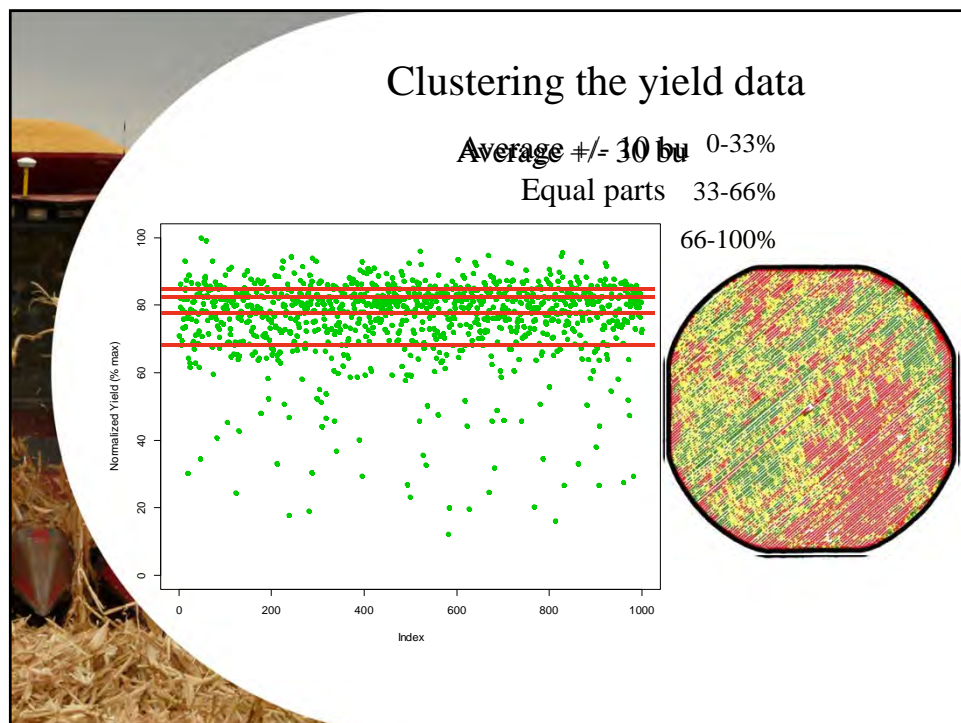 Clustering the yield data
Average +/- 10 bu
Average +/- 30 bu
0-33%
Equal parts
33-66%
66-100%
Normalized Yield (% max)
100
80
60
40
20
0
0
200
400
600
800
1000
Index